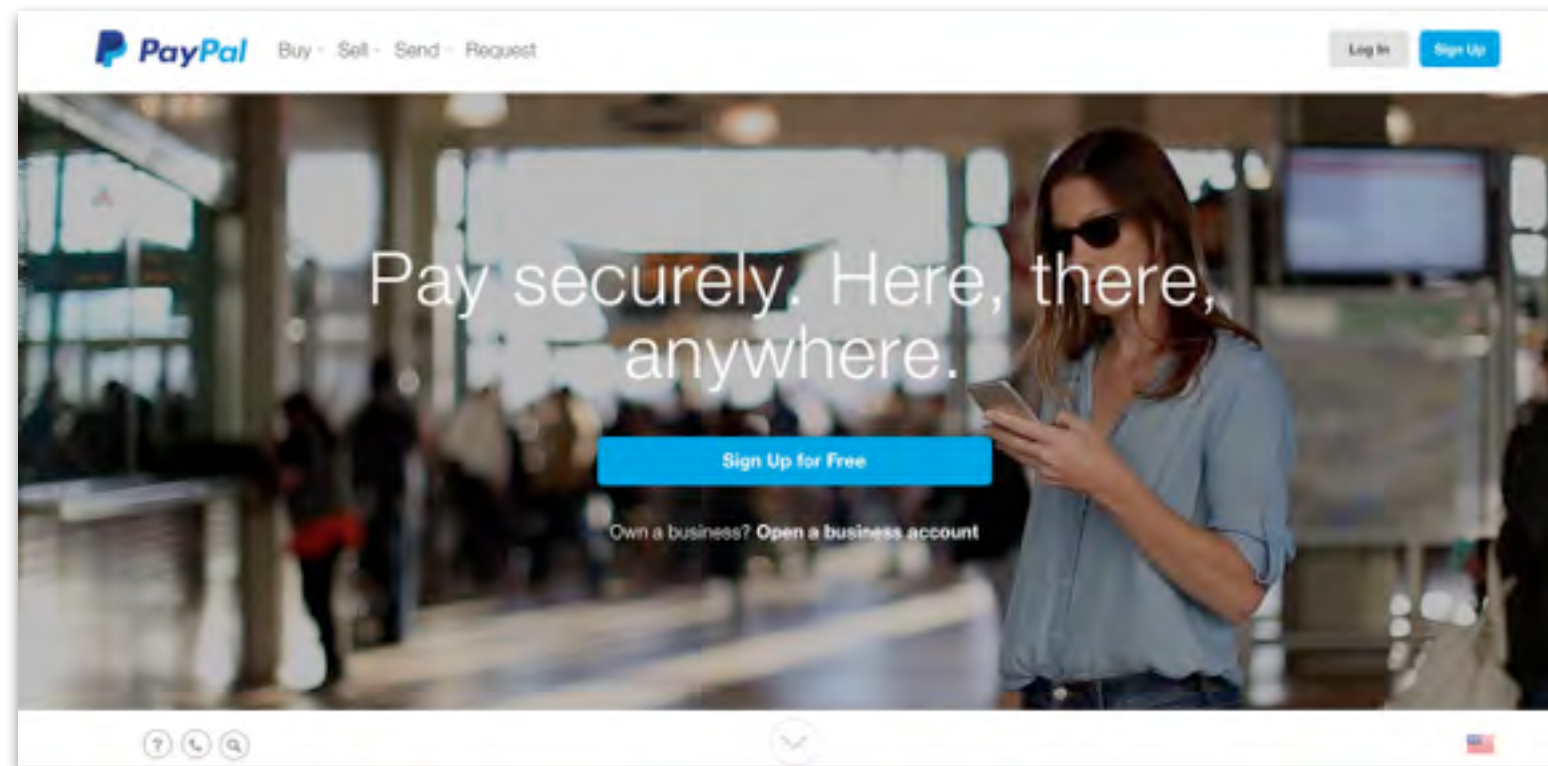 PayPal Buy Sell Send Request Log In Sign Up
Pay securely. Here, there,
anywhere.
Sign Up for Free
Own a business? Open a business account
?